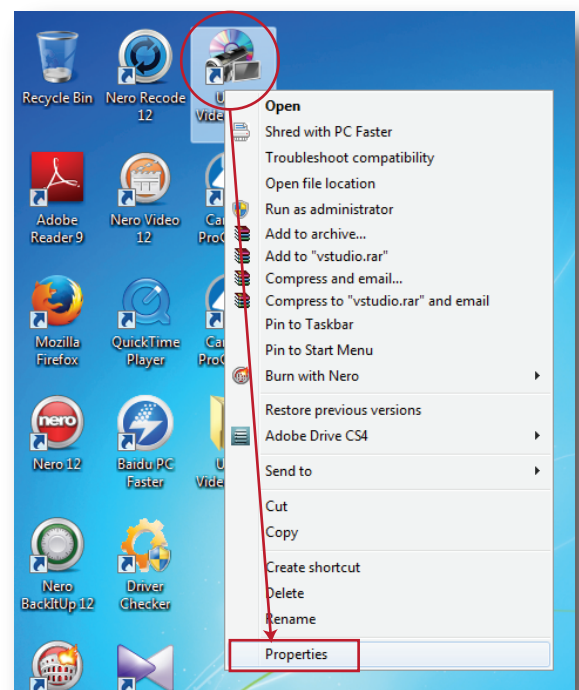 Recycle Bin
Nero Recode
12
Adobe
Reader 9
Nero Video
12
Mozilla
Firefox
QuickTime
Player
nero
Nero 12
Baidu PC
Faster
Nero
BackItUp 12
Driver
Checker
Open
Shred with PC Faster
Troubleshoot compatibility
Open file location
Run as administrator
Add to archive...
Add to "vstudio.rar"
Compress and email...
Compress to "vstudio.rar" and email
Pin to Taskbar
Pin to Start Menu
Burn with Nero
Restore previous versions
Adobe Drive CS4
Send to
Cut
Copy
Create shortcut
Delete
Rename
Properties